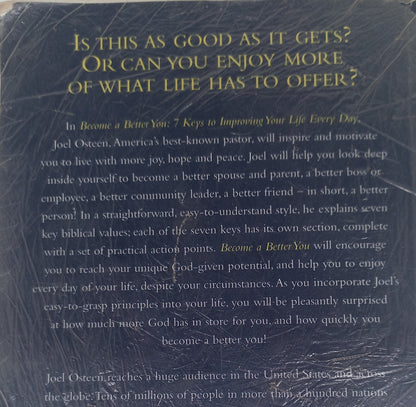 IS THIS AS GOOD AS IT GETS?
OR CAN YOU ENJOY MORE
OF WHAT LIFE HAS TO OFFER?
In Become a Better You: 7 Keys to Improving Your Life Every Day,
Joel Osteen, America's best-known pastor, will inspire and motivate
you to live with more joy, hope and peace. Joel will help you look deep
inside yourself to become a better spouse and parent, a better boss or
employee, a better community leader, a better friend – in short, a better
person! In a straightforward, easy-to-understand style, he explains seven
key biblical values; each of the seven keys has its own section, complete
with a set of practical action points. Become a Better You will encourage
you to reach your unique God-given potential, and help you to enjoy
every day of your life, despite your circumstances. As you incorporate Joel's
easy-to-grasp principles into your life, you will be pleasantly surprised
at how much more God has in store for you, and how quickly you
become a better you!
Joel Osteen reaches a huge audience in the United States and across
the globe. Tens of millions of people in more than a hundred nations